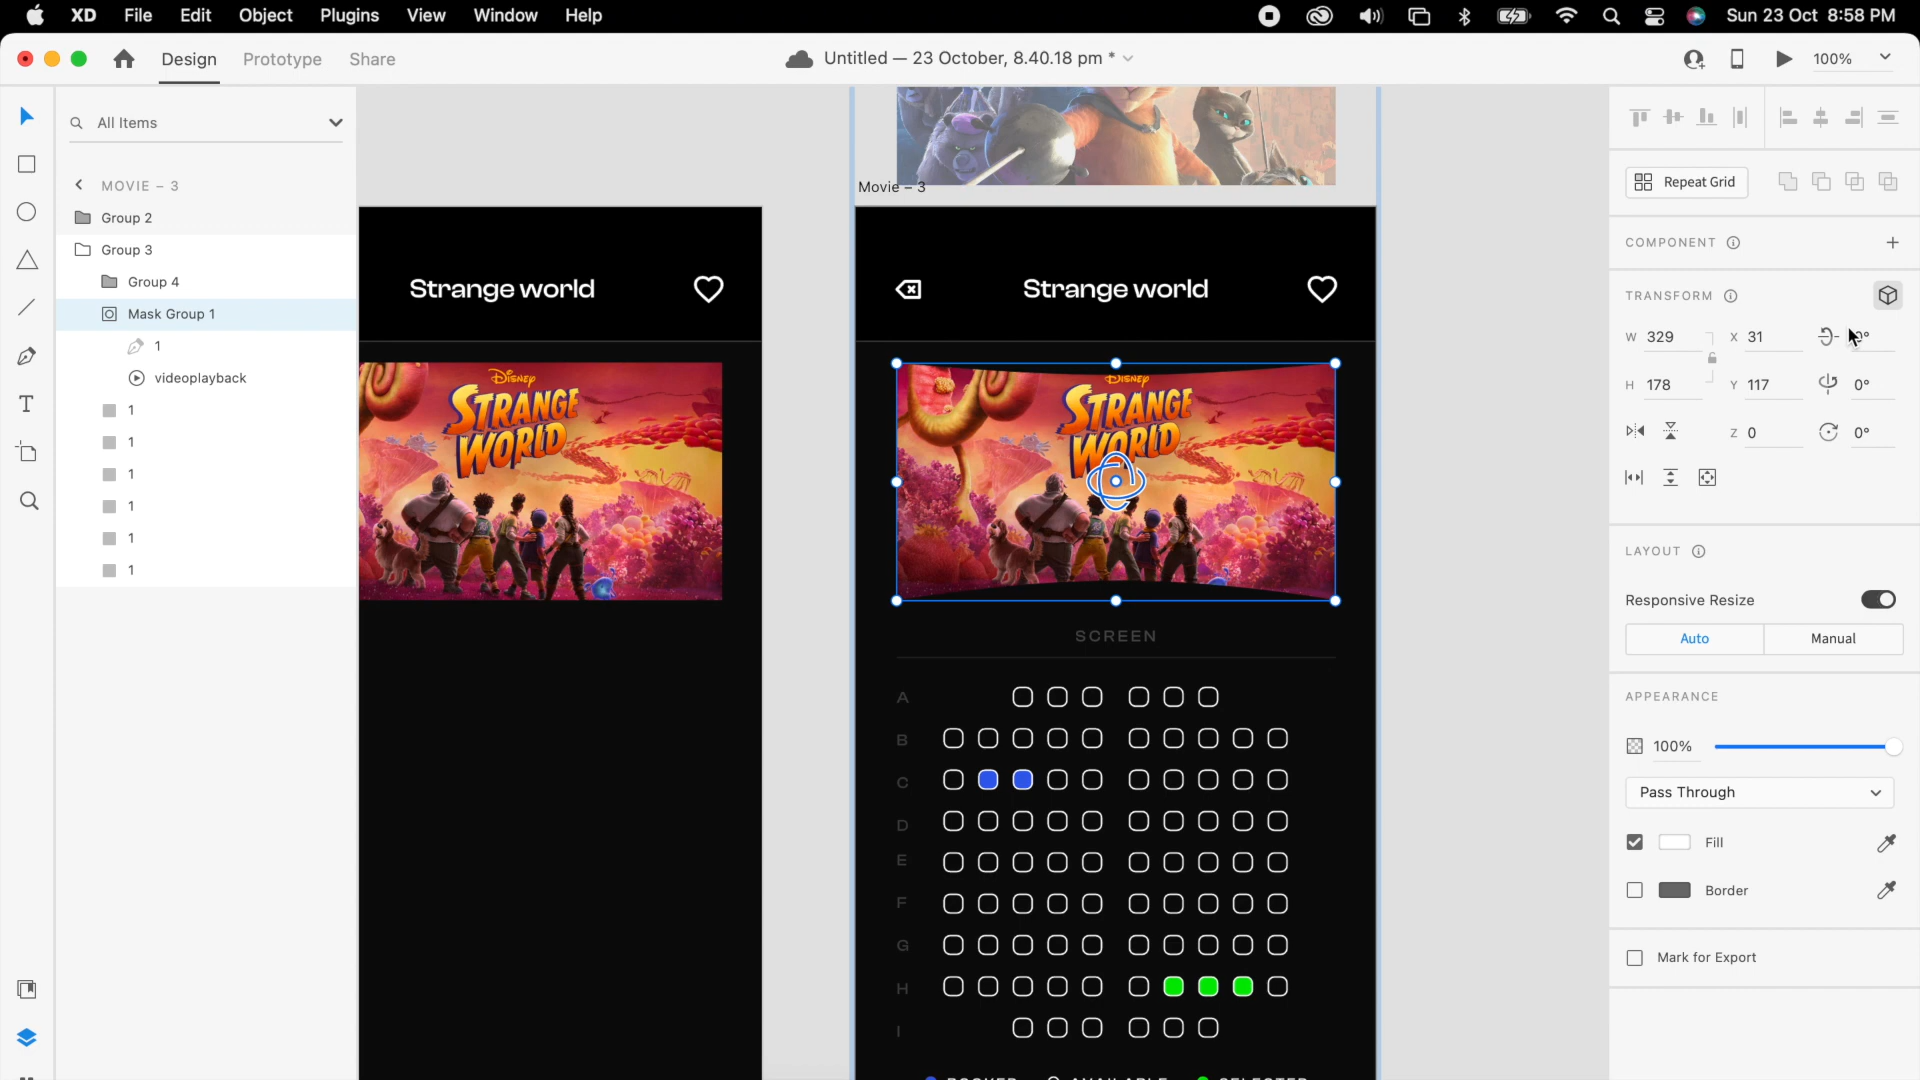 XD File Edit Object Plugins View Window Help Sun 23 Oct 8:58 PM
Design Prototype Share Untitled — 23 October, 8.40.18 pm * 100%
All Items
MOVIE – 3
Group 2
Group 3
Group 4
Mask Group 1
1
videoplayback
1
1
1
1
1
1
Movie – 3
Strange world
DISNEY
STRANGE
WORLD
Strange world
DISNEY
STRANGE
WORLD
SCREEN
A
B
C
D
E
F
G
H
I
BOOKED AVAILABLE SELECTED
Repeat Grid
COMPONENT
TRANSFORM
W 329 X 31 0°
H 178 Y 117 0°
Z 0 0°
LAYOUT
Responsive Resize
Auto Manual
APPEARANCE
100%
Pass Through
Fill
Border
Mark for Export